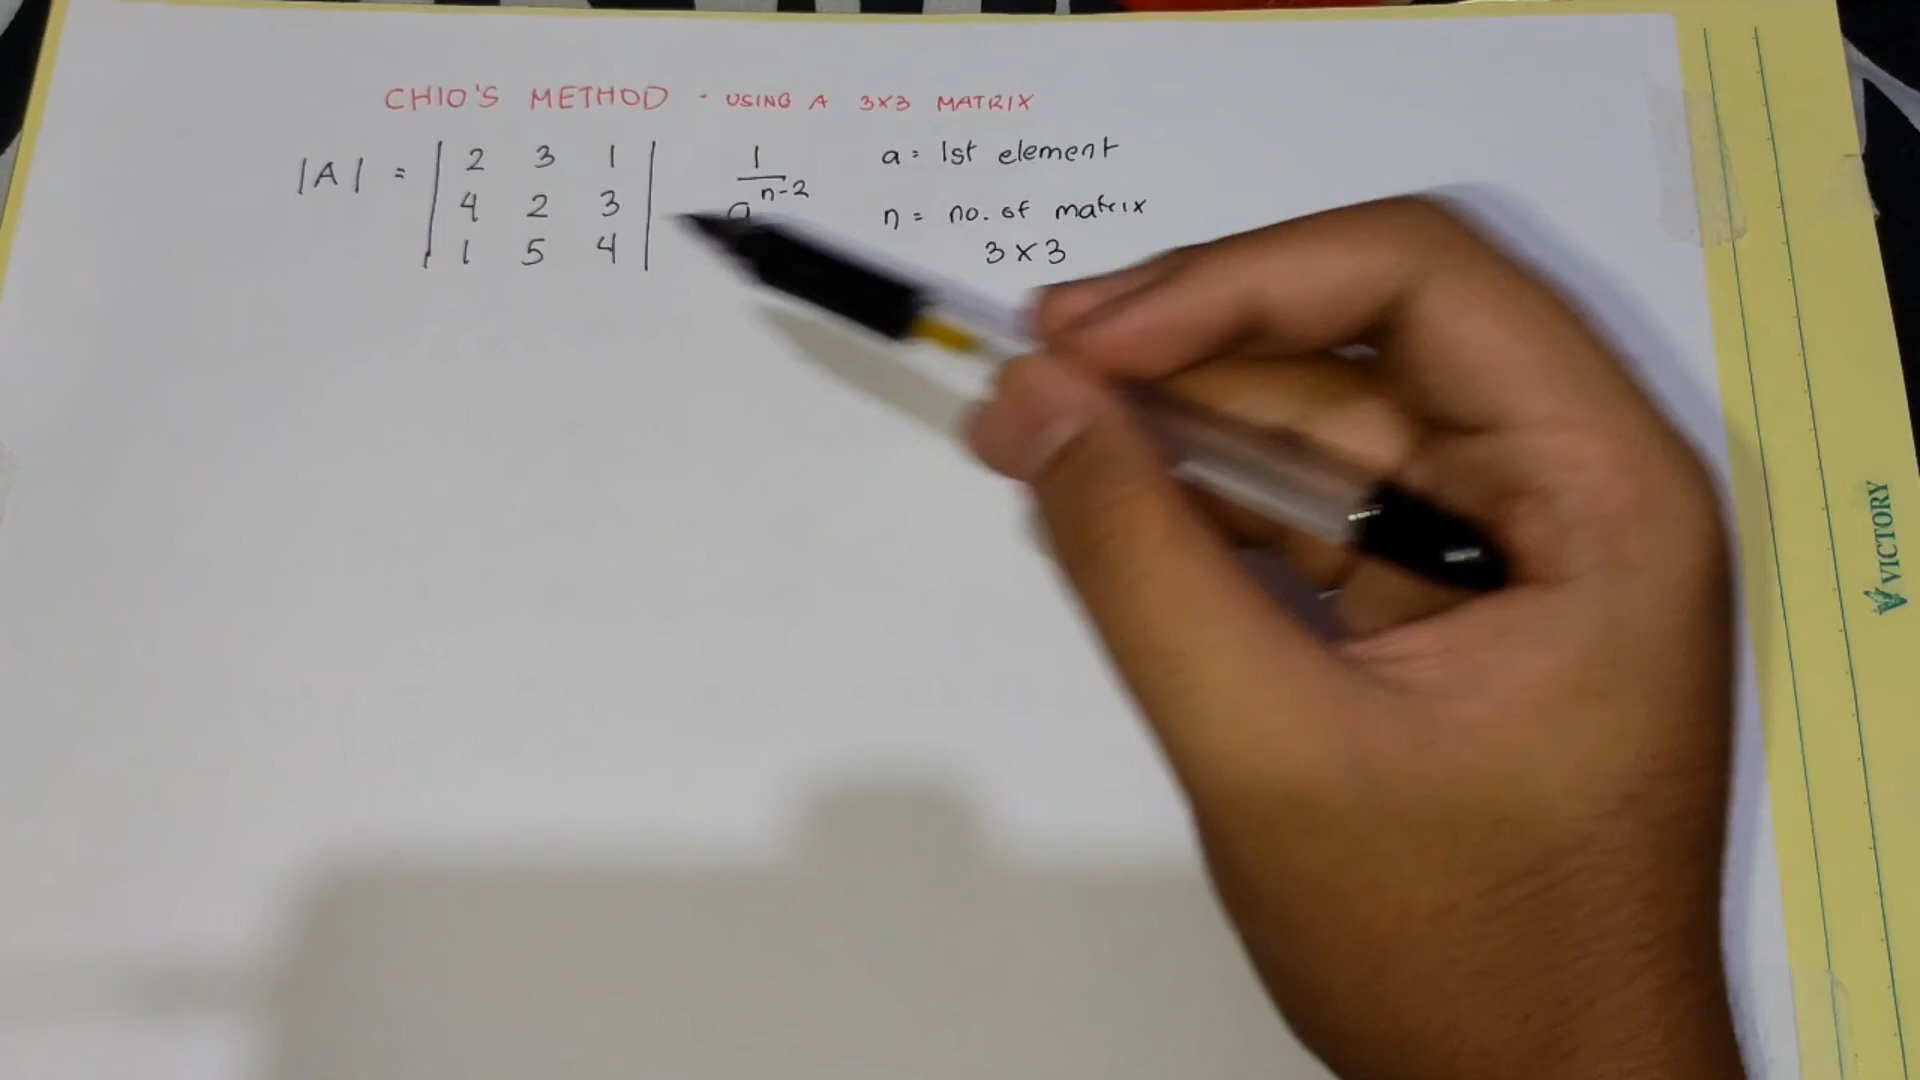 CHIO'S METHOD - USING A 3X3 MATRIX
|A| = | 2 3 1 | 1 a = 1st element
| 4 2 3 | a n-2 n = no. of matrix
| 1 5 4 | 3 x 3
VICTORY